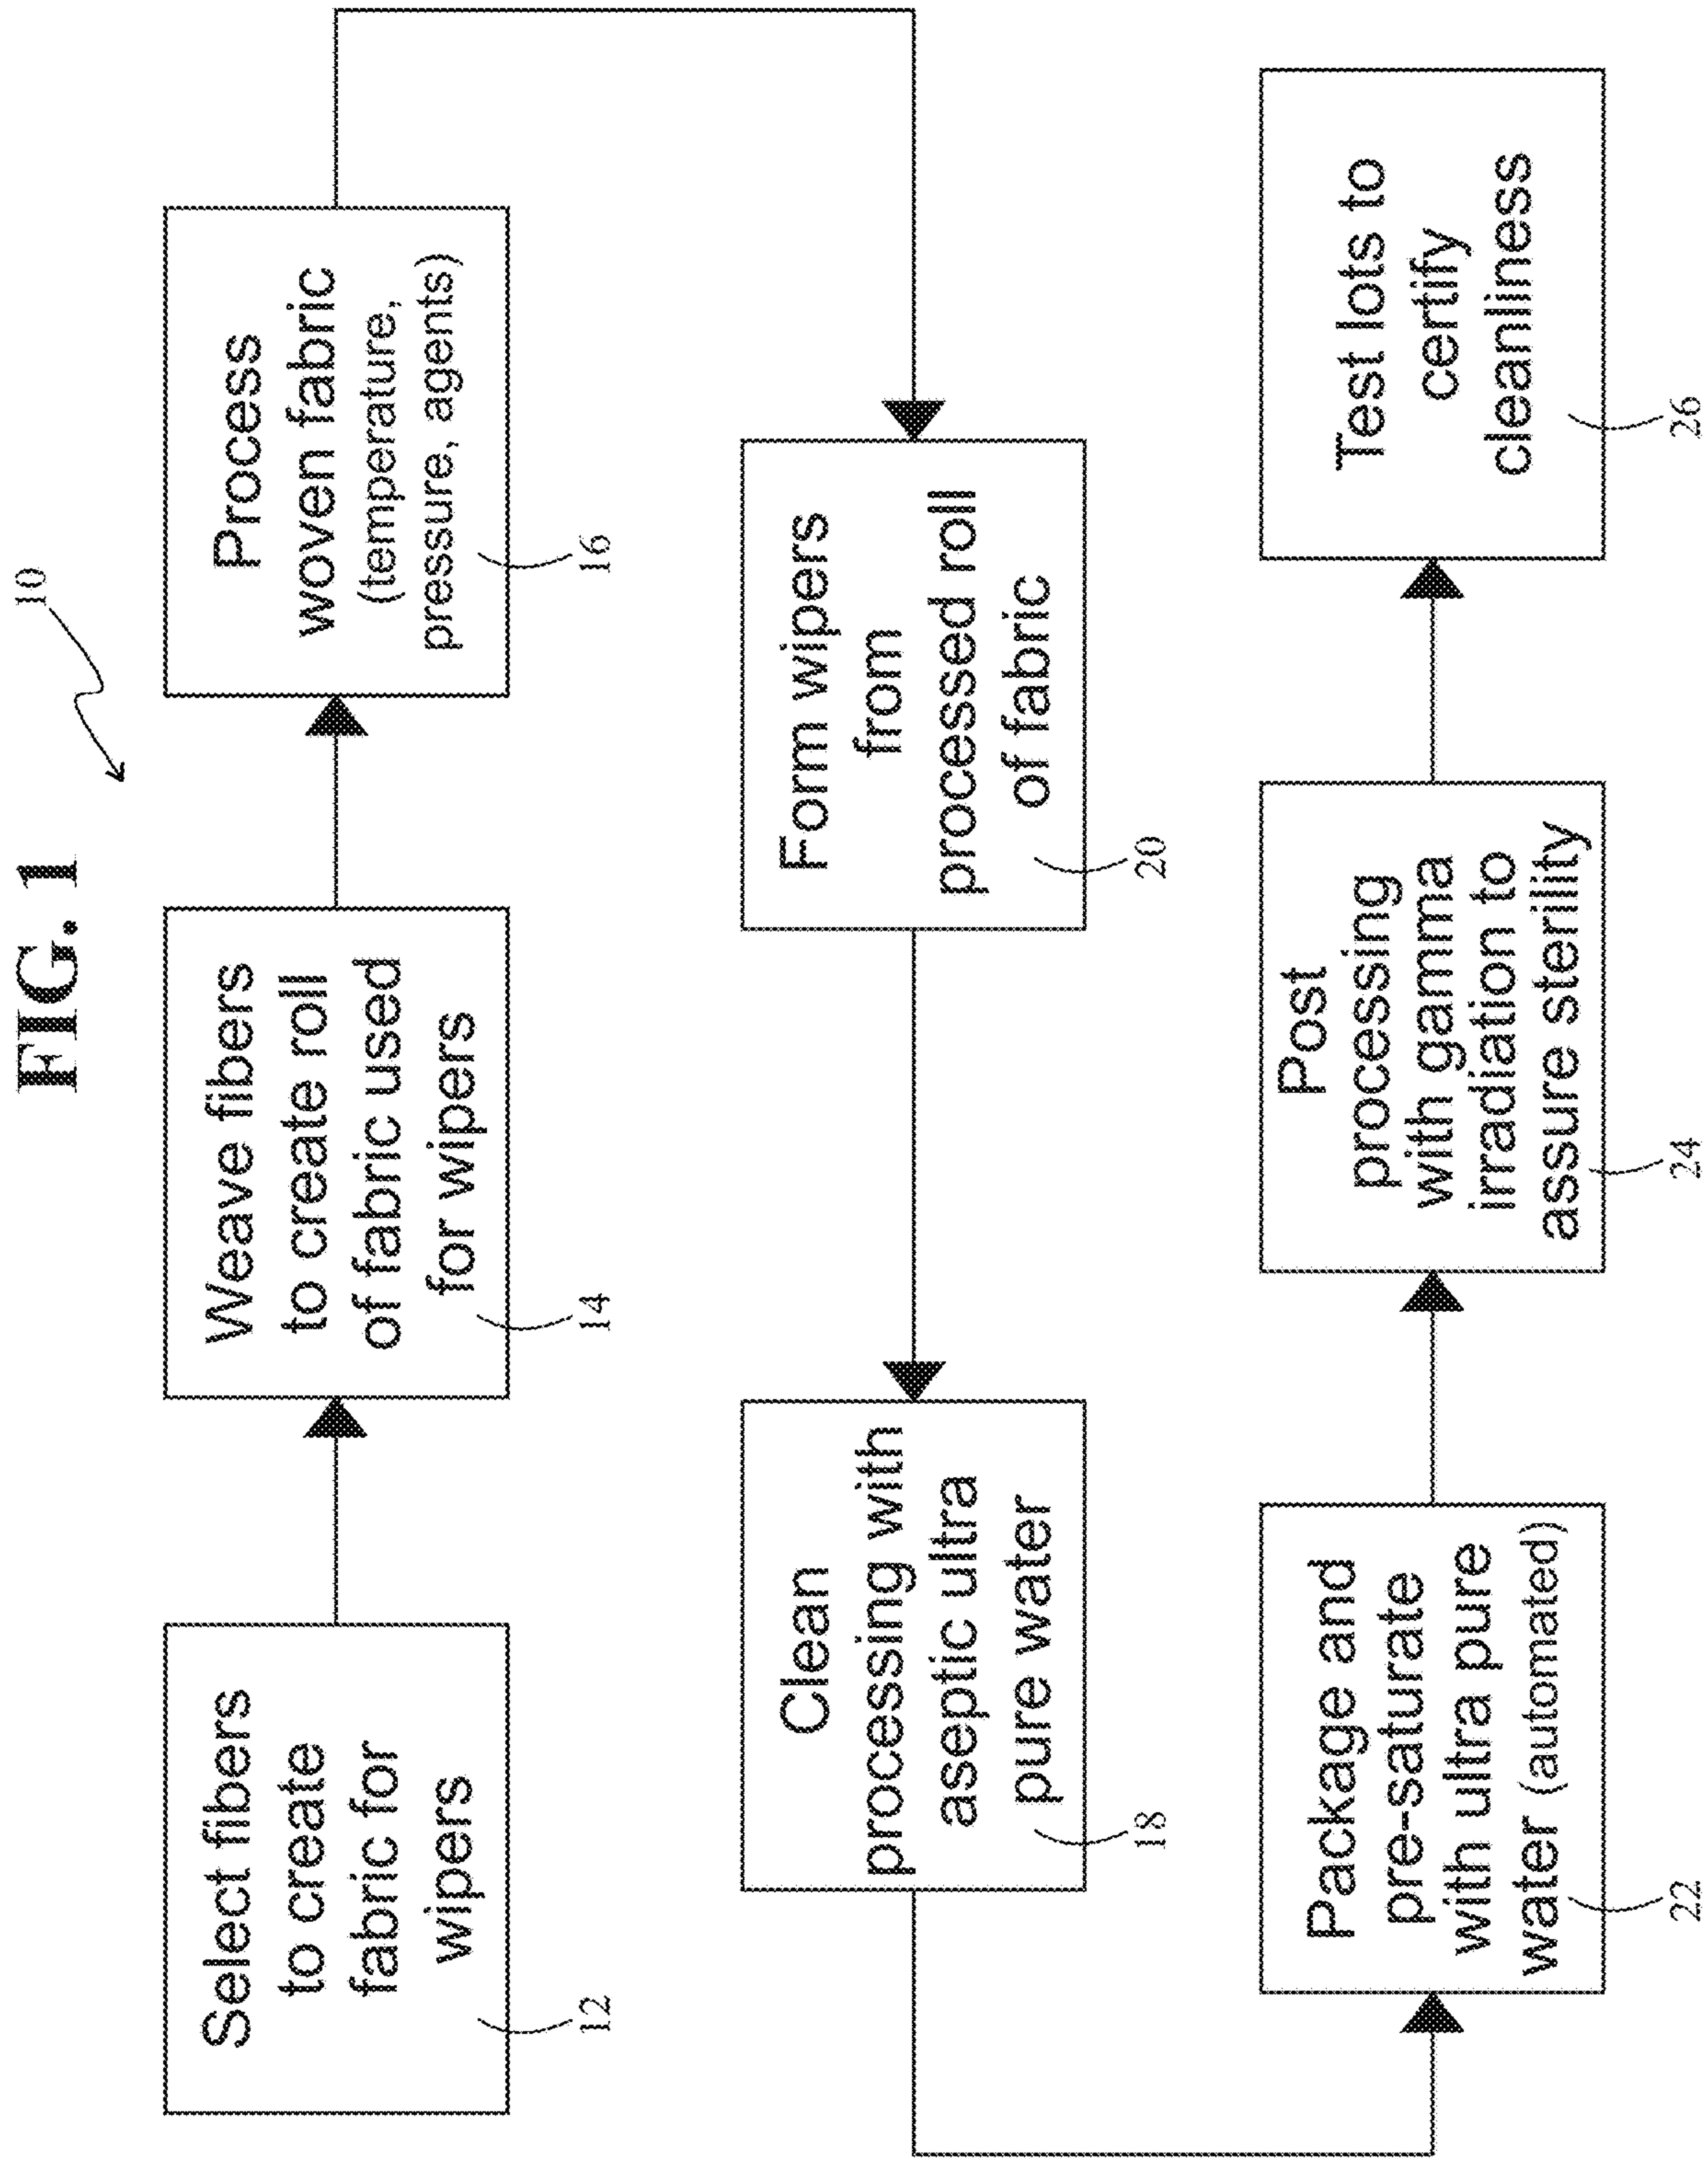 FIG. 1
10
Select fibers
to create
fabric for
wipers
12
Weave fibers
to create roll
of fabric used
for wipers
14
Process
woven fabric
(temperature,
pressure, agents)
16
Form wipers
from
processed roll
of fabric
20
Clean
processing with
aseptic ultra
pure water
18
Package and
pre-saturate
with ultra pure
water (automated)
22
Post
processing
with gamma
irradiation to
assure sterility
24
Test lots to
certify
cleanliness
26